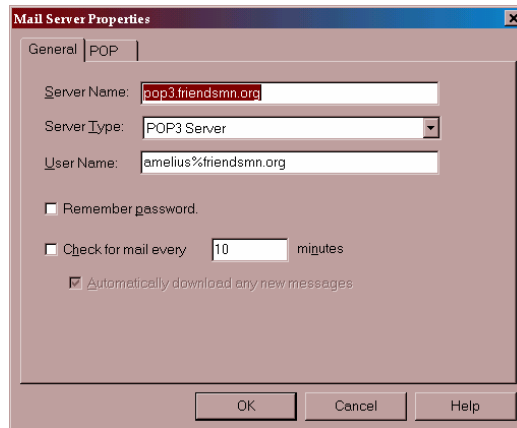 Mail Server Properties
General POP
Server Name: pop3.friendsmn.org
Server Type: POP3 Server
User Name: amelius%friendsmn.org
Remember password.
Check for mail every 10 minutes
Automatically download any new messages
OK Cancel Help